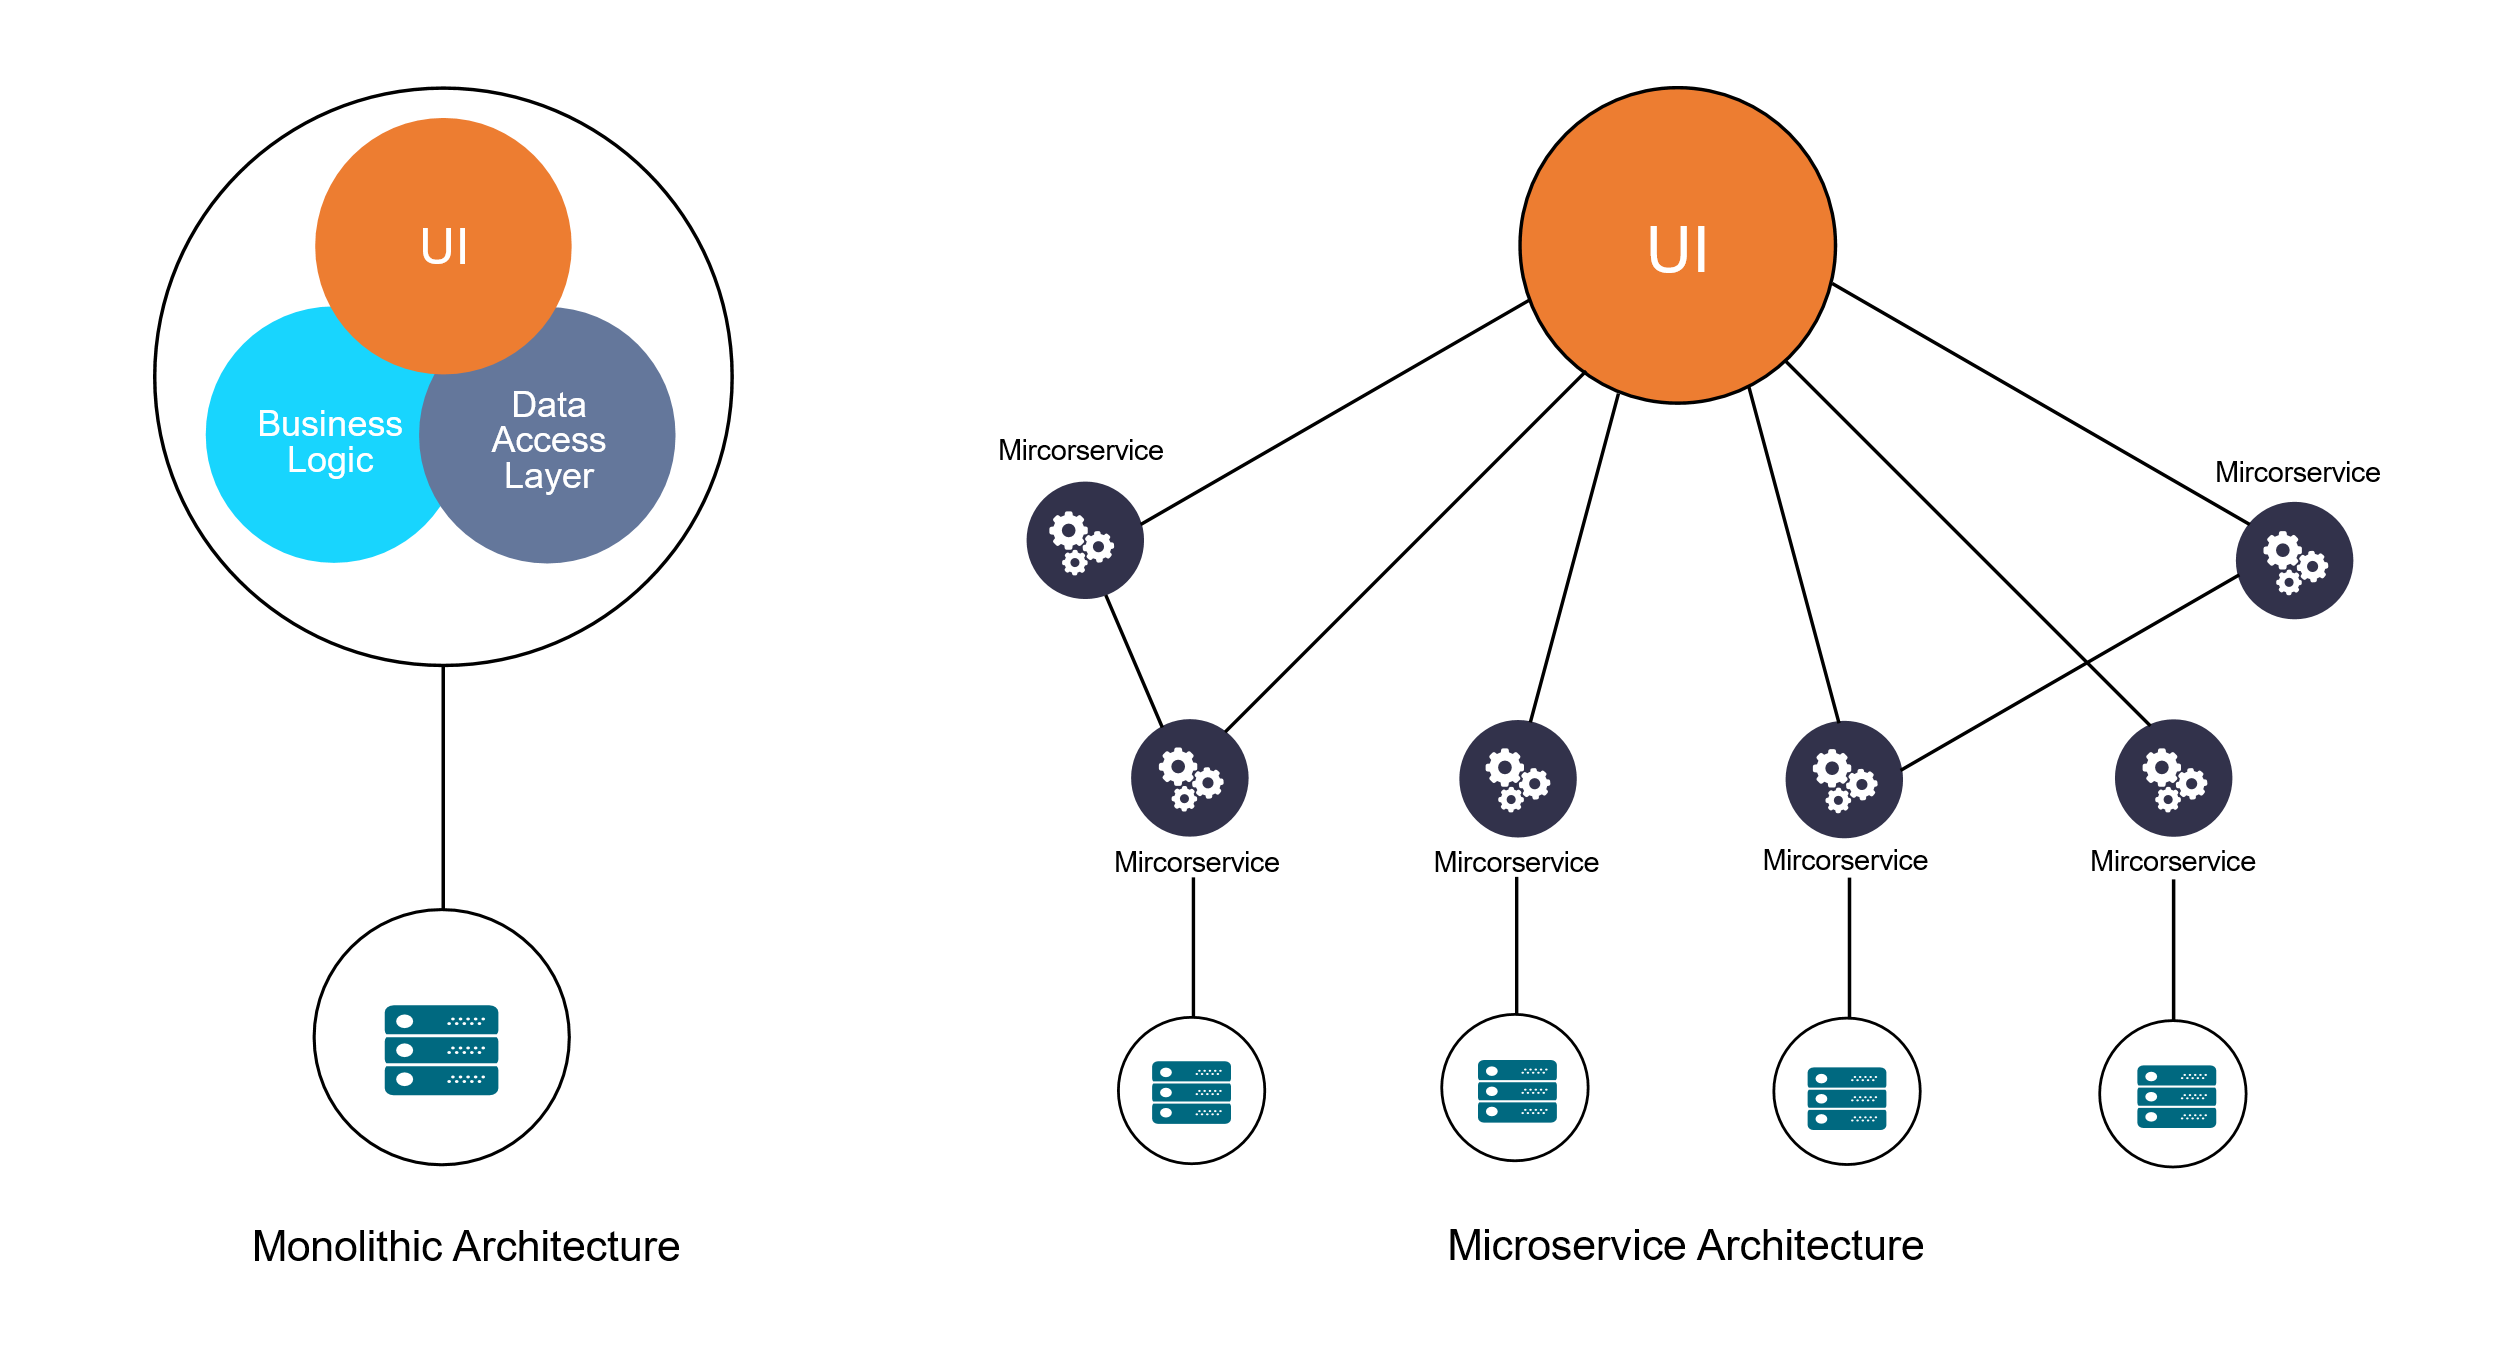 UI
Business
Logic
Data
Access
Layer
Monolithic Architecture
UI
Mircorservice
Mircorservice
Mircorservice
Mircorservice
Mircorservice
Mircorservice
Microservice Architecture